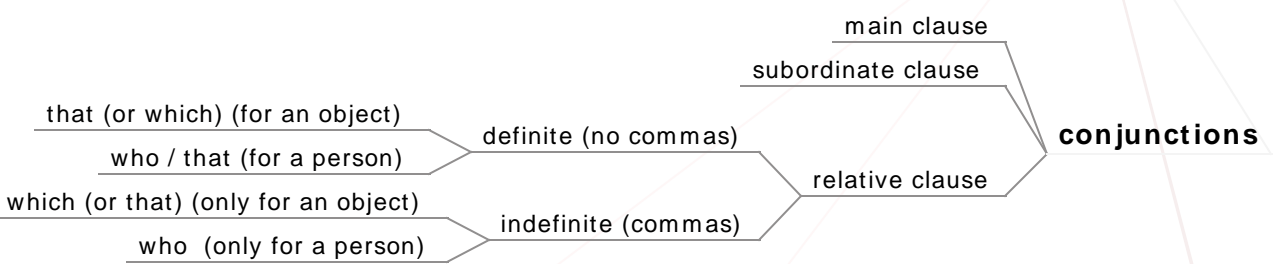 main clause
subordinate clause
that (or which) (for an object)
definite (no commas)
conjunctions
who / that (for a person)
relative clause
which (or that) (only for an object)
indefinite (commas)
who (only for a person)